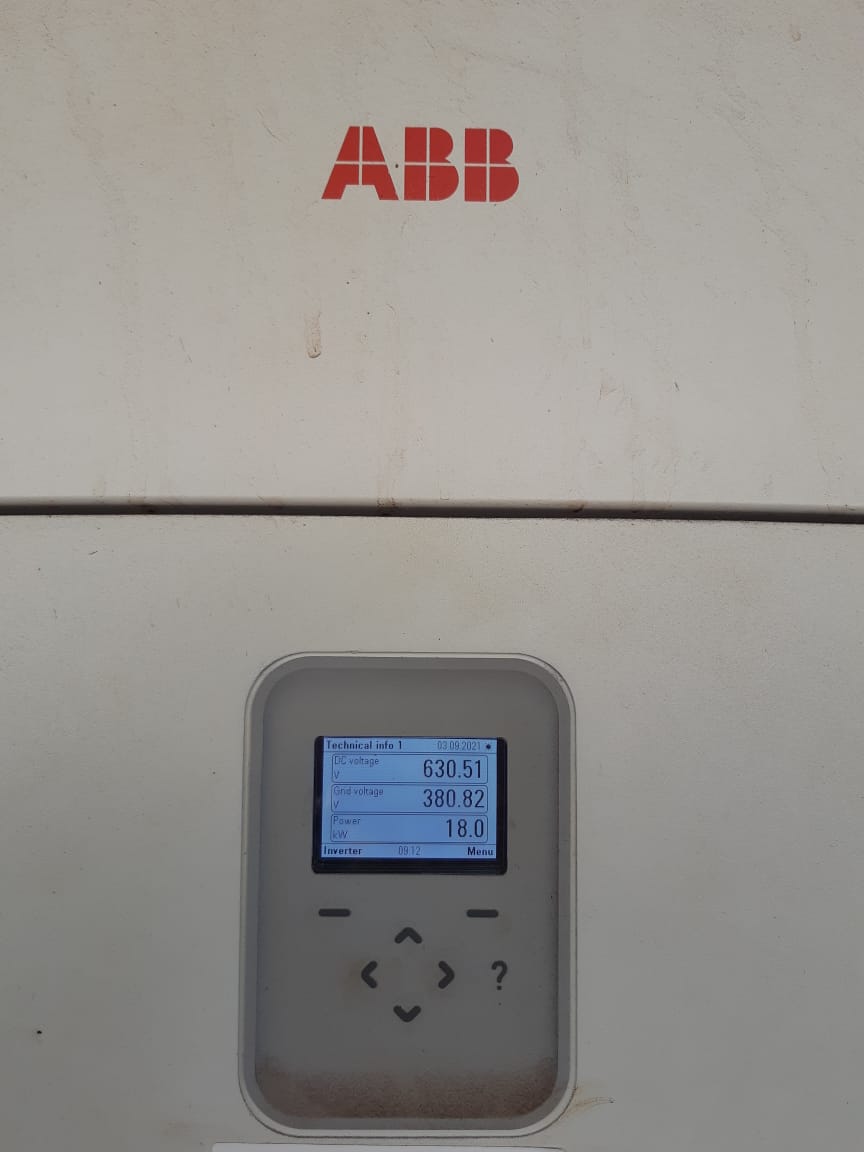 ABB
Technical info 1 03.09.2021
DC voltage
V 630.51
Grid voltage
V 380.82
Power
kW 18.0
Inverter 09:12 Menu
?